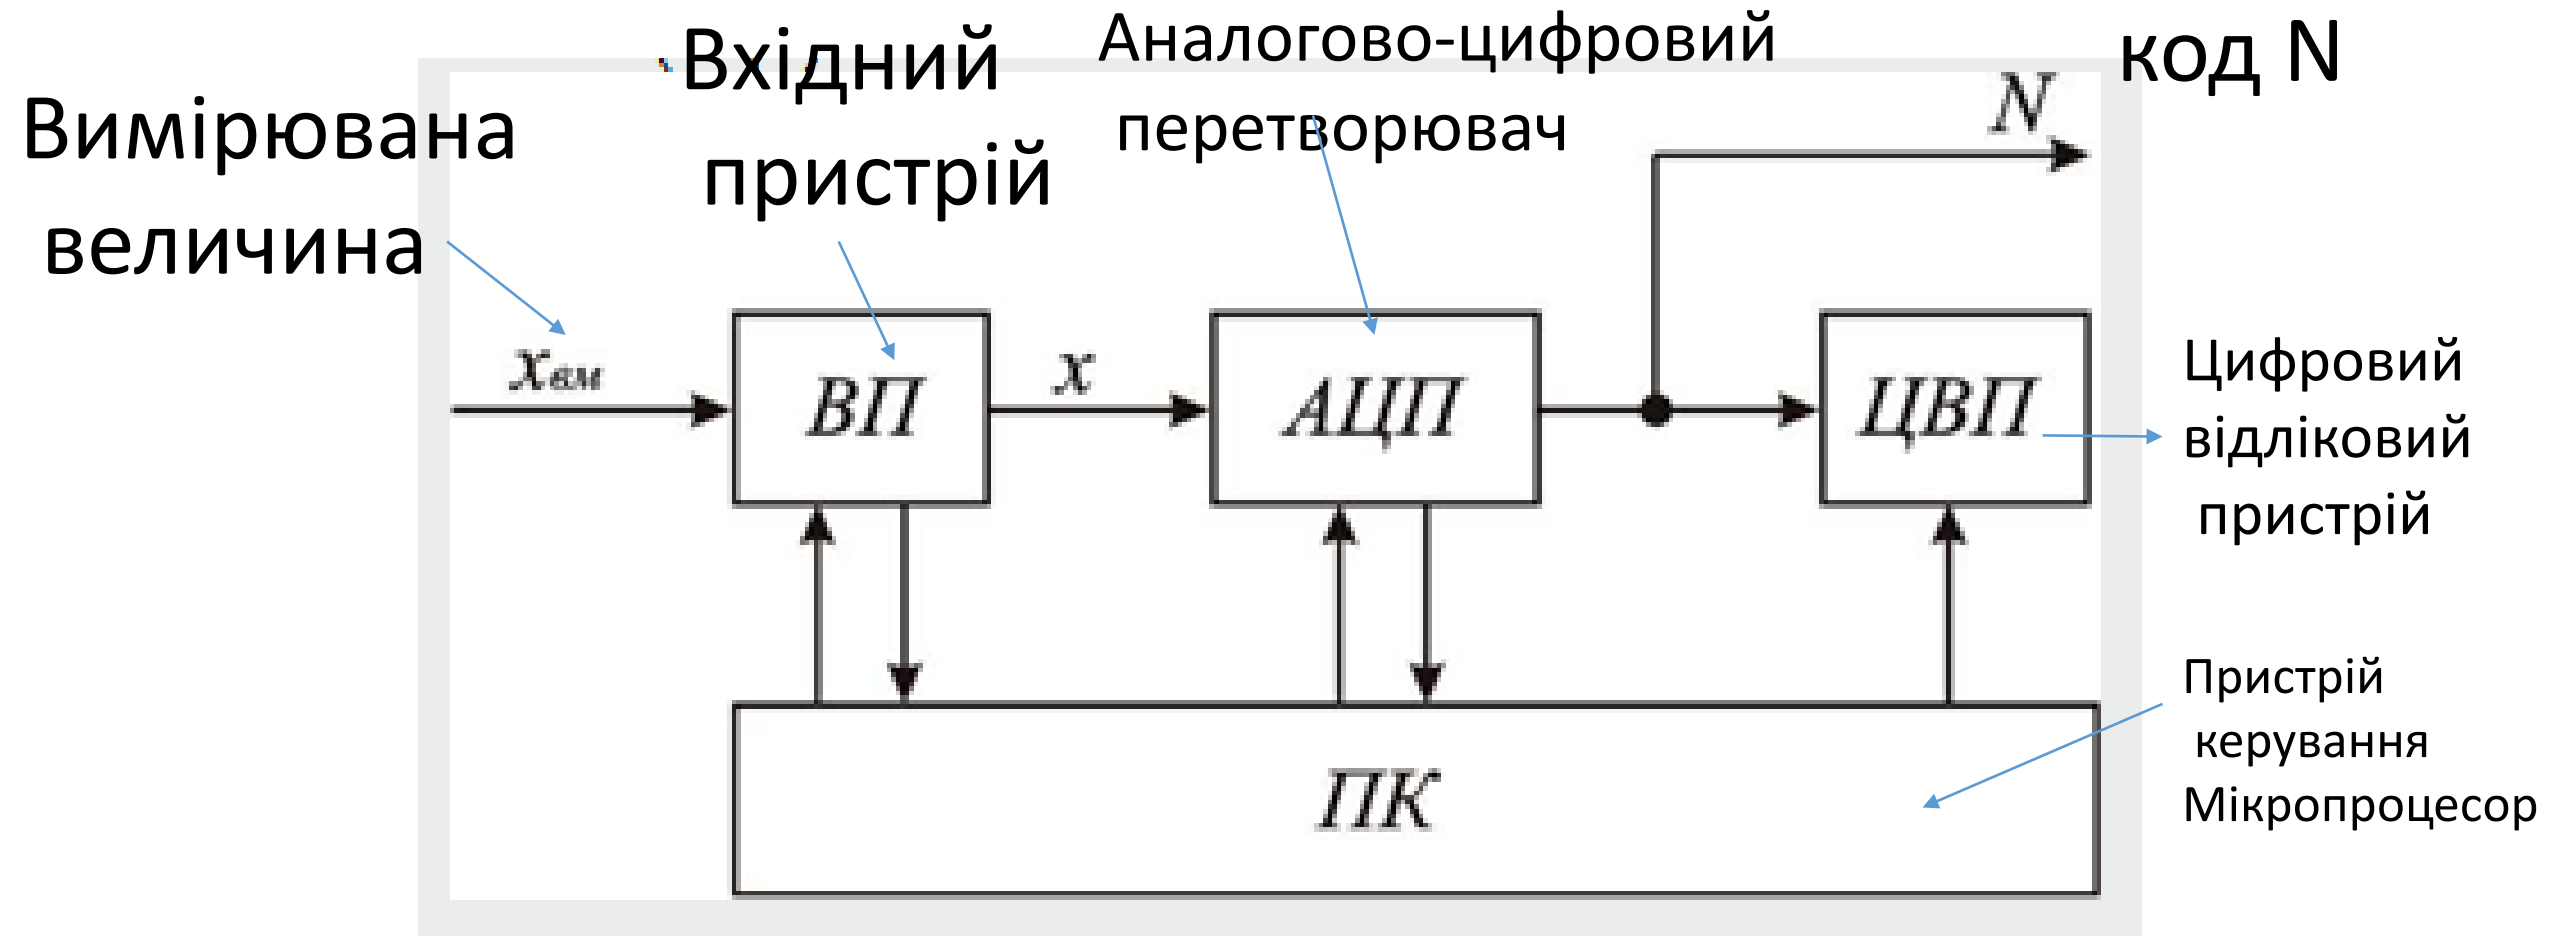 Вимірювана
величина
Вхідний
пристрій
Аналогово-цифровий
перетворювач
код N
N
xвм
ВП
x
АЦП
ЦВП
Цифровий
відліковий
пристрій
ПК
Пристрій
керування
Мікропроцесор